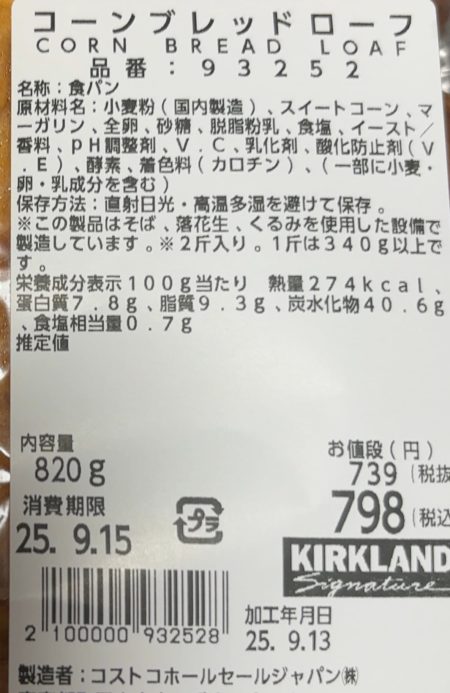 コーンブレッドローフ
CORN BREAD LOAF
品番:93252
名称:食パン
原材料名:小麦粉(国内製造)、スイートコーン、マ
ーガリン、全卵、砂糖、脱脂粉乳、食塩、イースト/
香料、pH調整剤、V.C、乳化剤、酸化防止剤(V
.E)、酵素、着色料(カロチン)、(一部に小麦・
卵・乳成分を含む)
保存方法:直射日光・高温多湿を避けて保存。
※この製品はそば、落花生、くるみを使用した設備で
製造しています。※2斤入り。1斤は340g以上で
す。
栄養成分表示100g当たり 熱量274kcal、
蛋白質7.8g、脂質9.3g、炭水化物40.6g
、食塩相当量0.7g
推定値
内容量
820g
お値段(円)
739(税抜
798(税込
消費期限
25. 9.15
プラ
KIRKLAND
Signature
2 100000 932528
加工年月日
25. 9.13
製造者:コストコホールセールジャパン㈱